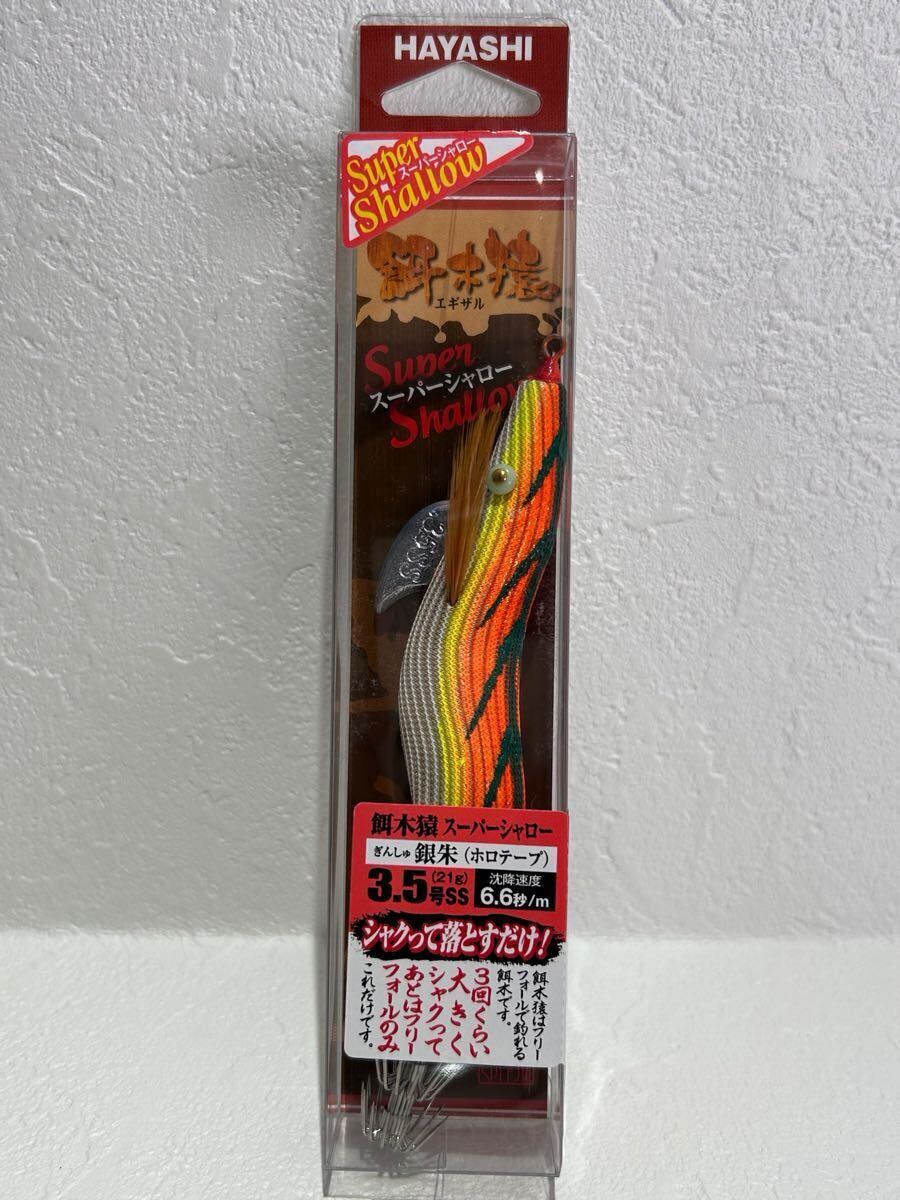 HAYASHI
Super
スーパーシャロー
Shallow
餌木猿
エギザル
Super
スーパーシャロー
Shallow
餌木猿 スーパーシャロー
ぎんしゅ 銀朱 (ホロテープ)
3.5号SS (21g)
沈降速度
6.6秒/m
シャクって落とすだけ!
餌木猿はフリー
フォールで釣れる
餌木です。
3回くらい
大きく
シャクって
あとはフリー
フォールのみ
これだけです。